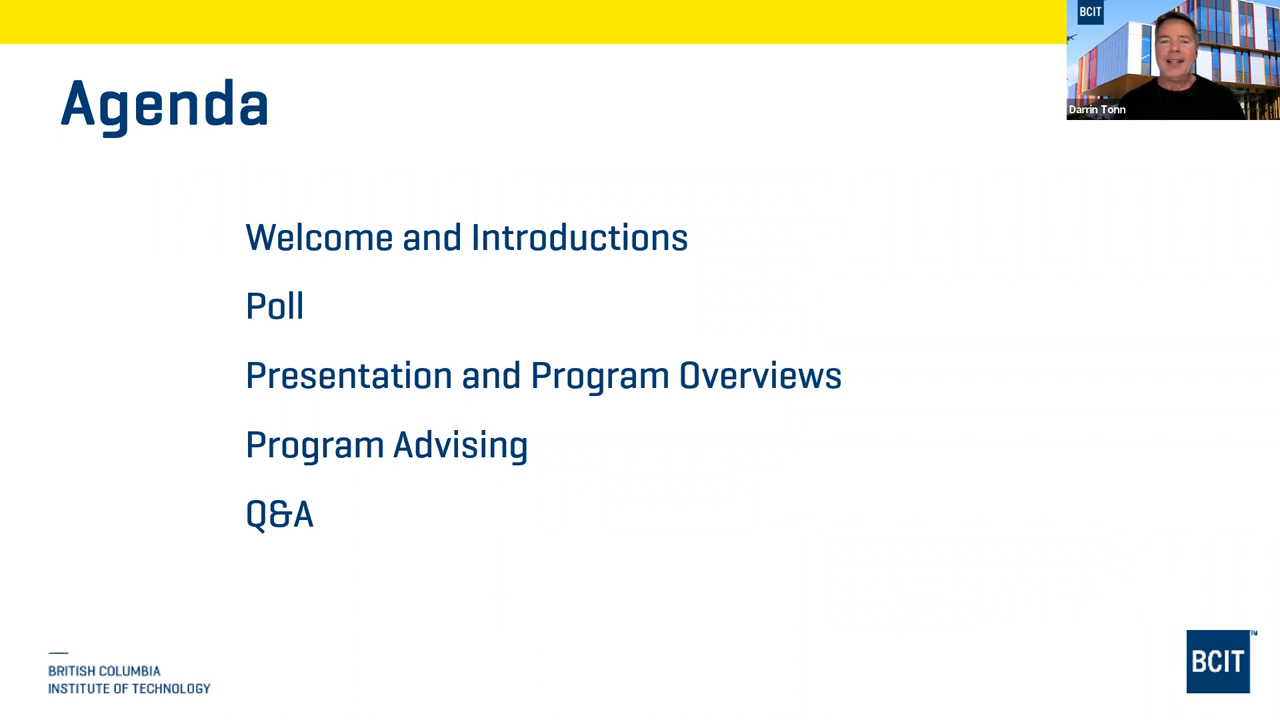 BCIT
Darrin Tonn
Agenda
Welcome and Introductions
Poll
Presentation and Program Overviews
Program Advising
Q&A
BRITISH COLUMBIA
INSTITUTE OF TECHNOLOGY
BCIT™